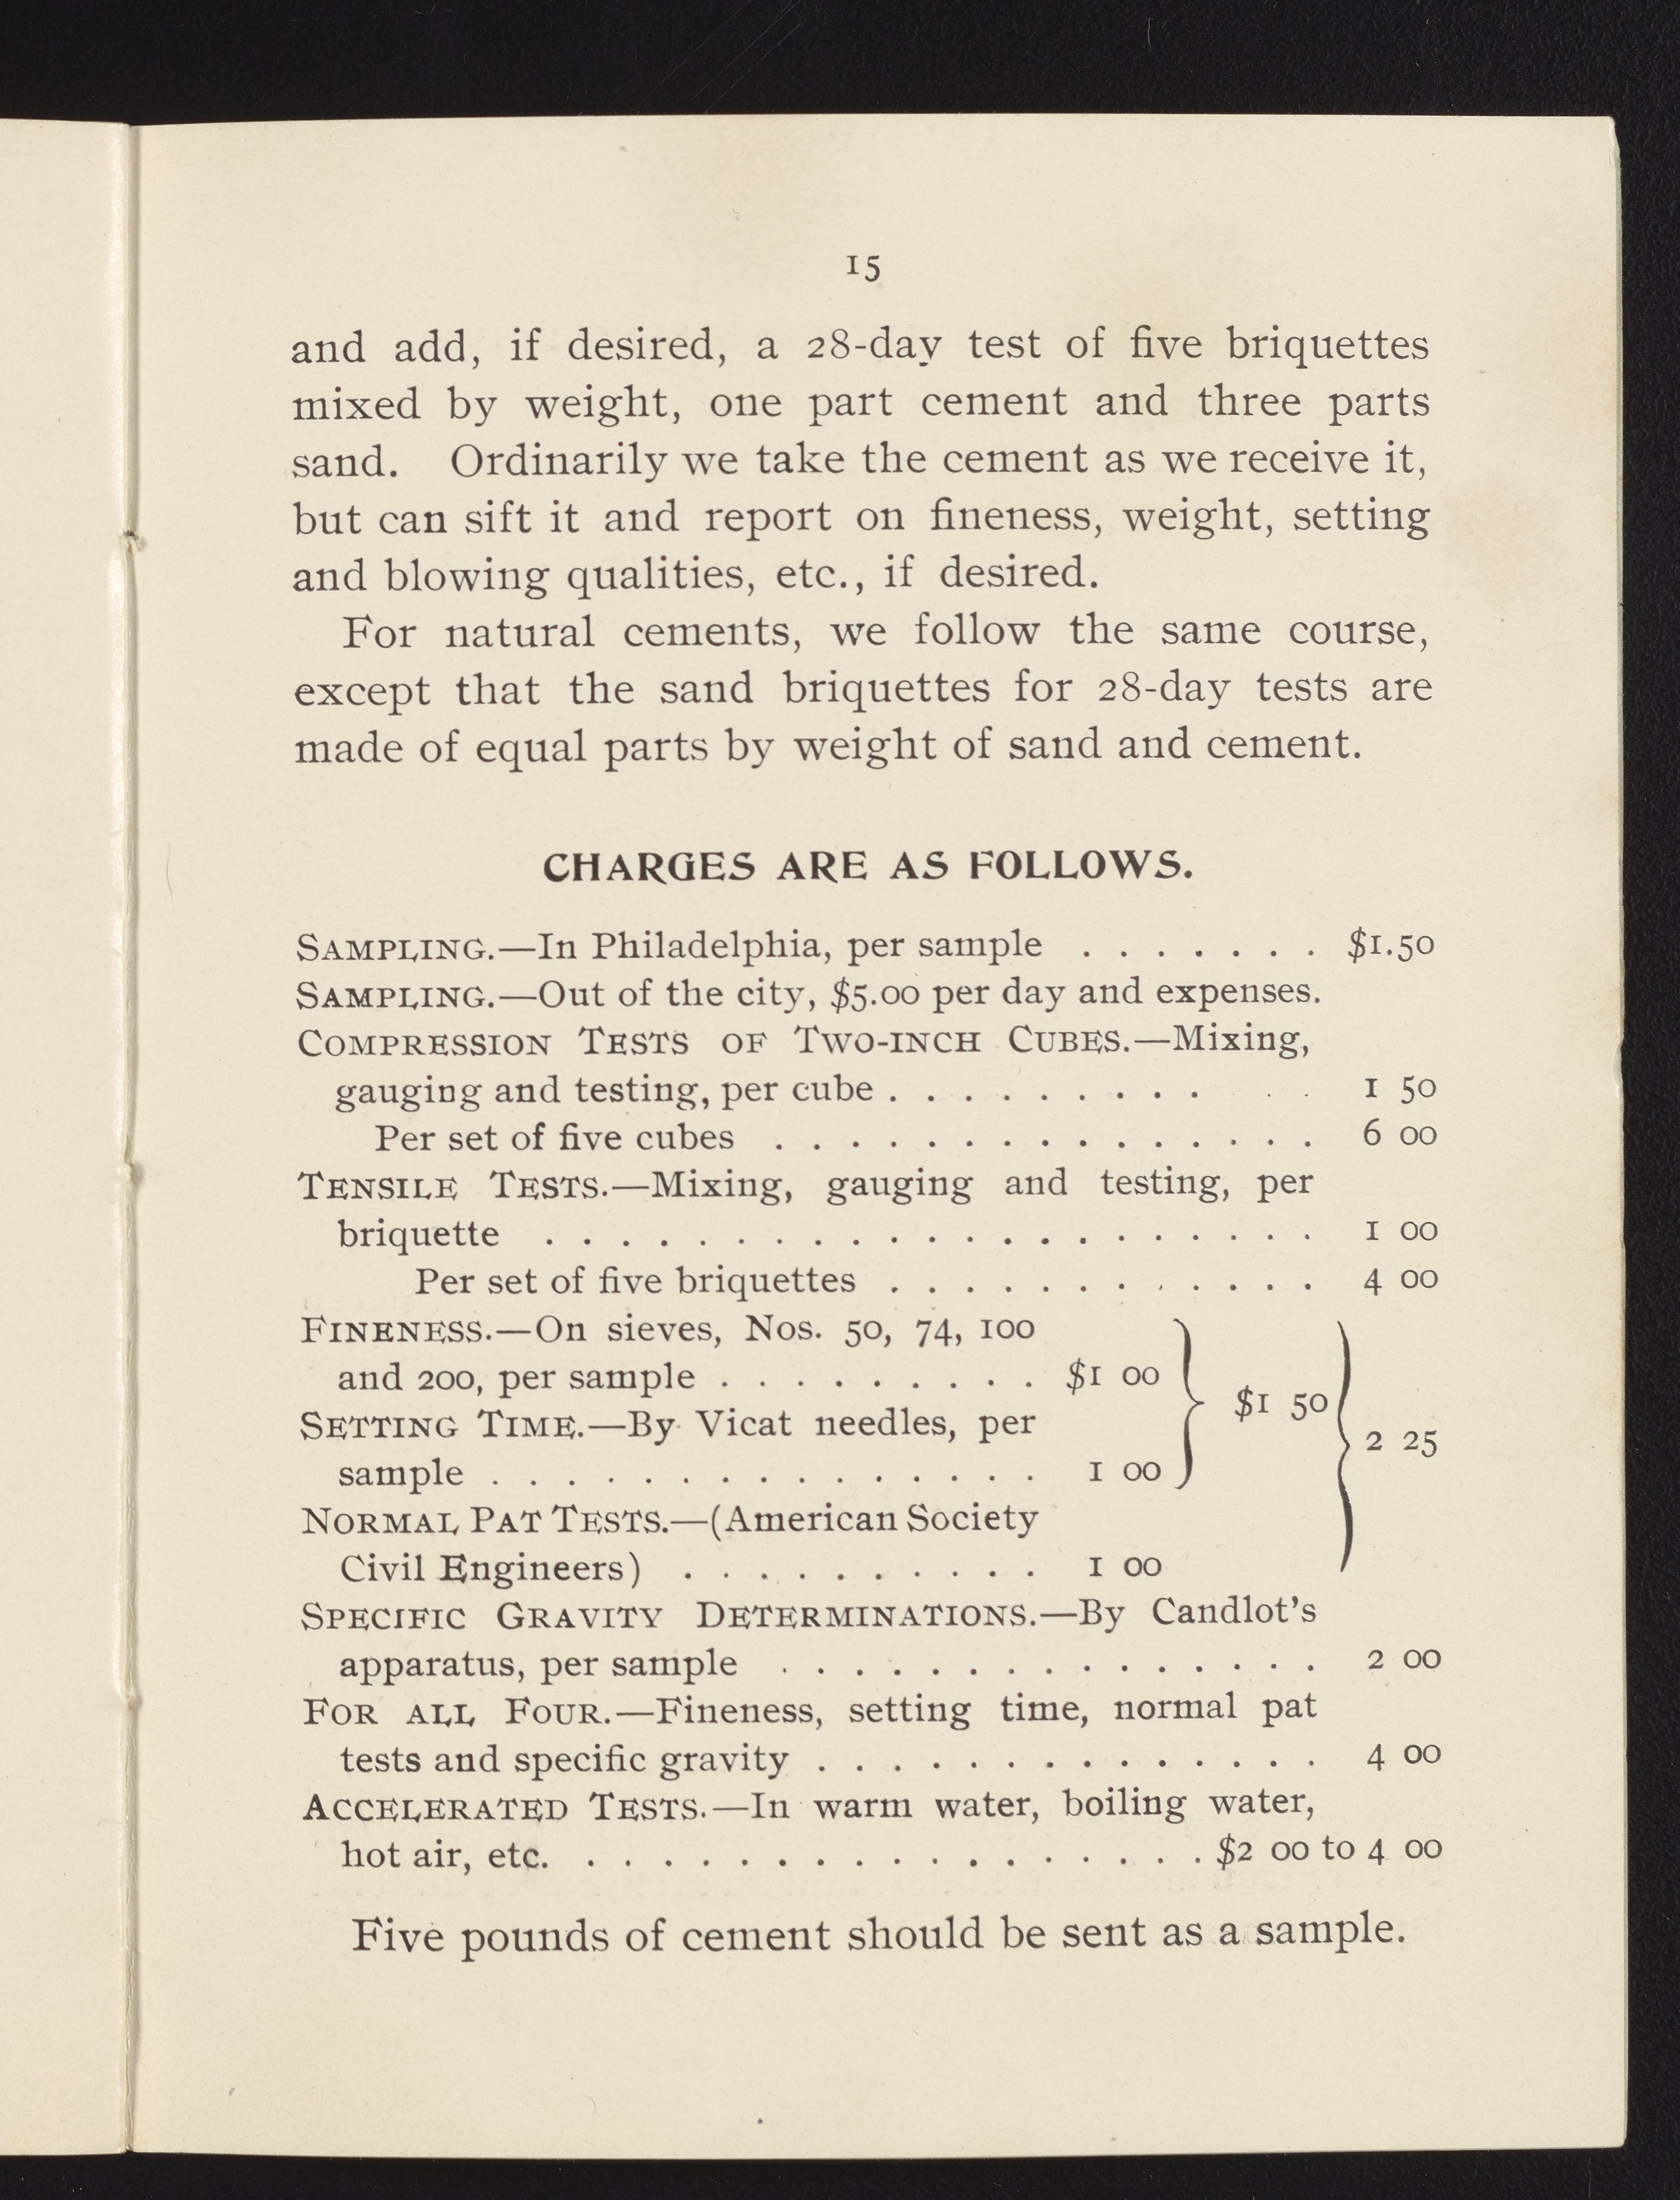 15
and add, if desired, a 28-day test of five briquettes
mixed by weight, one part cement and three parts
sand. Ordinarily we take the cement as we receive it,
but can sift it and report on fineness, weight, setting
and blowing qualities, etc., if desired.
For natural cements, we follow the same course,
except that the sand briquettes for 28-day tests are
made of equal parts by weight of sand and cement.
CHARGES ARE AS FOLLOWS.
SAMPLING.—In Philadelphia, per sample . . . . . . . $1.50
SAMPLING.—Out of the city, $5.00 per day and expenses.
COMPRESSION TESTS OF TWO-INCH CUBES.—Mixing,
gauging and testing, per cube . . . . . . . . . . . 1 50
Per set of five cubes . . . . . . . . . . . . . . . 6 00
TENSILE TESTS.—Mixing, gauging and testing, per
briquette . . . . . . . . . . . . . . . . . . . . . 1 00
Per set of five briquettes . . . . . . . . . . . . 4 00
FINENESS.—On sieves, Nos. 50, 74, 100
and 200, per sample . . . . . . . . . $1 00
$1 50
SETTING TIME.—By Vicat needles, per
2 25
sample . . . . . . . . . . . . . . . 1 00
NORMAL PAT TESTS.—(American Society
Civil Engineers) . . . . . . . . . . 1 00
SPECIFIC GRAVITY DETERMINATIONS.—By Candlot's
apparatus, per sample . . . . . . . . . . . . . . . 2 00
FOR ALL FOUR.—Fineness, setting time, normal pat
tests and specific gravity . . . . . . . . . . . . . . 4 00
ACCELERATED TESTS.—In warm water, boiling water,
hot air, etc. . . . . . . . . . . . . . . . . . . $2 00 to 4 00
Five pounds of cement should be sent as a sample.